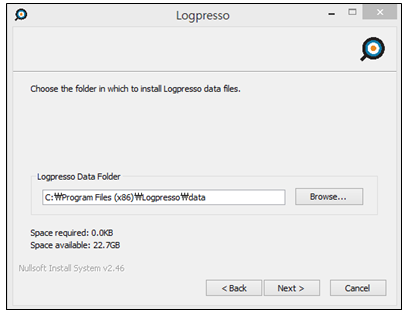 Logpresso
Choose the folder in which to install Logpresso data files.
Logpresso Data Folder
C:₩Program Files (x86)₩Logpresso₩data
Browse...
Space required: 0.0KB
Space available: 22.7GB
Nullsoft Install System v2.46
< Back
Next >
Cancel